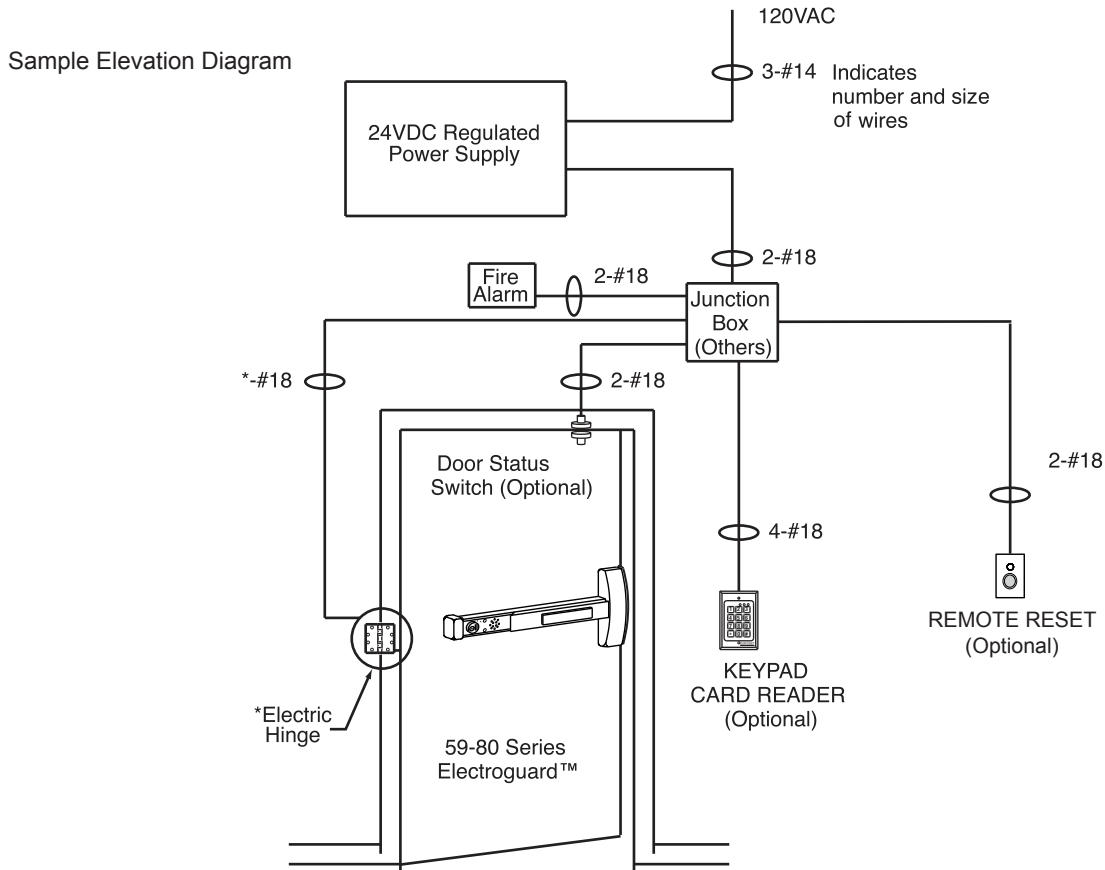 120VAC
Sample Elevation Diagram
3-#14 Indicates
number and size
of wires
24VDC Regulated
Power Supply
2-#18
Fire
Alarm
2-#18
Junction
Box
(Others)
*-#18
2-#18
Door Status
Switch (Optional)
2-#18
4-#18
REMOTE RESET
(Optional)
KEYPAD
CARD READER
(Optional)
*Electric
Hinge
59-80 Series
Electroguard™